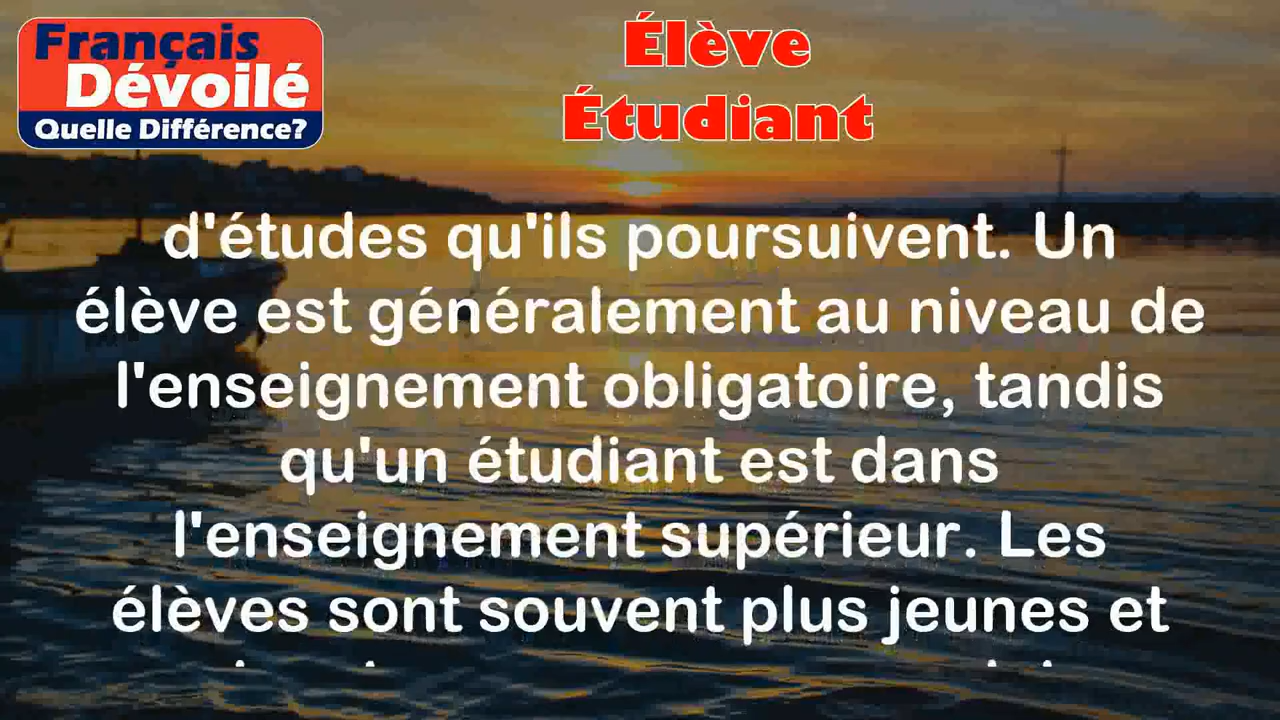 Français
Dévoilé
Quelle Différence?
Élève
Étudiant
d'études qu'ils poursuivent. Un
élève est généralement au niveau de
l'enseignement obligatoire, tandis
qu'un étudiant est dans
l'enseignement supérieur. Les
élèves sont souvent plus jeunes et